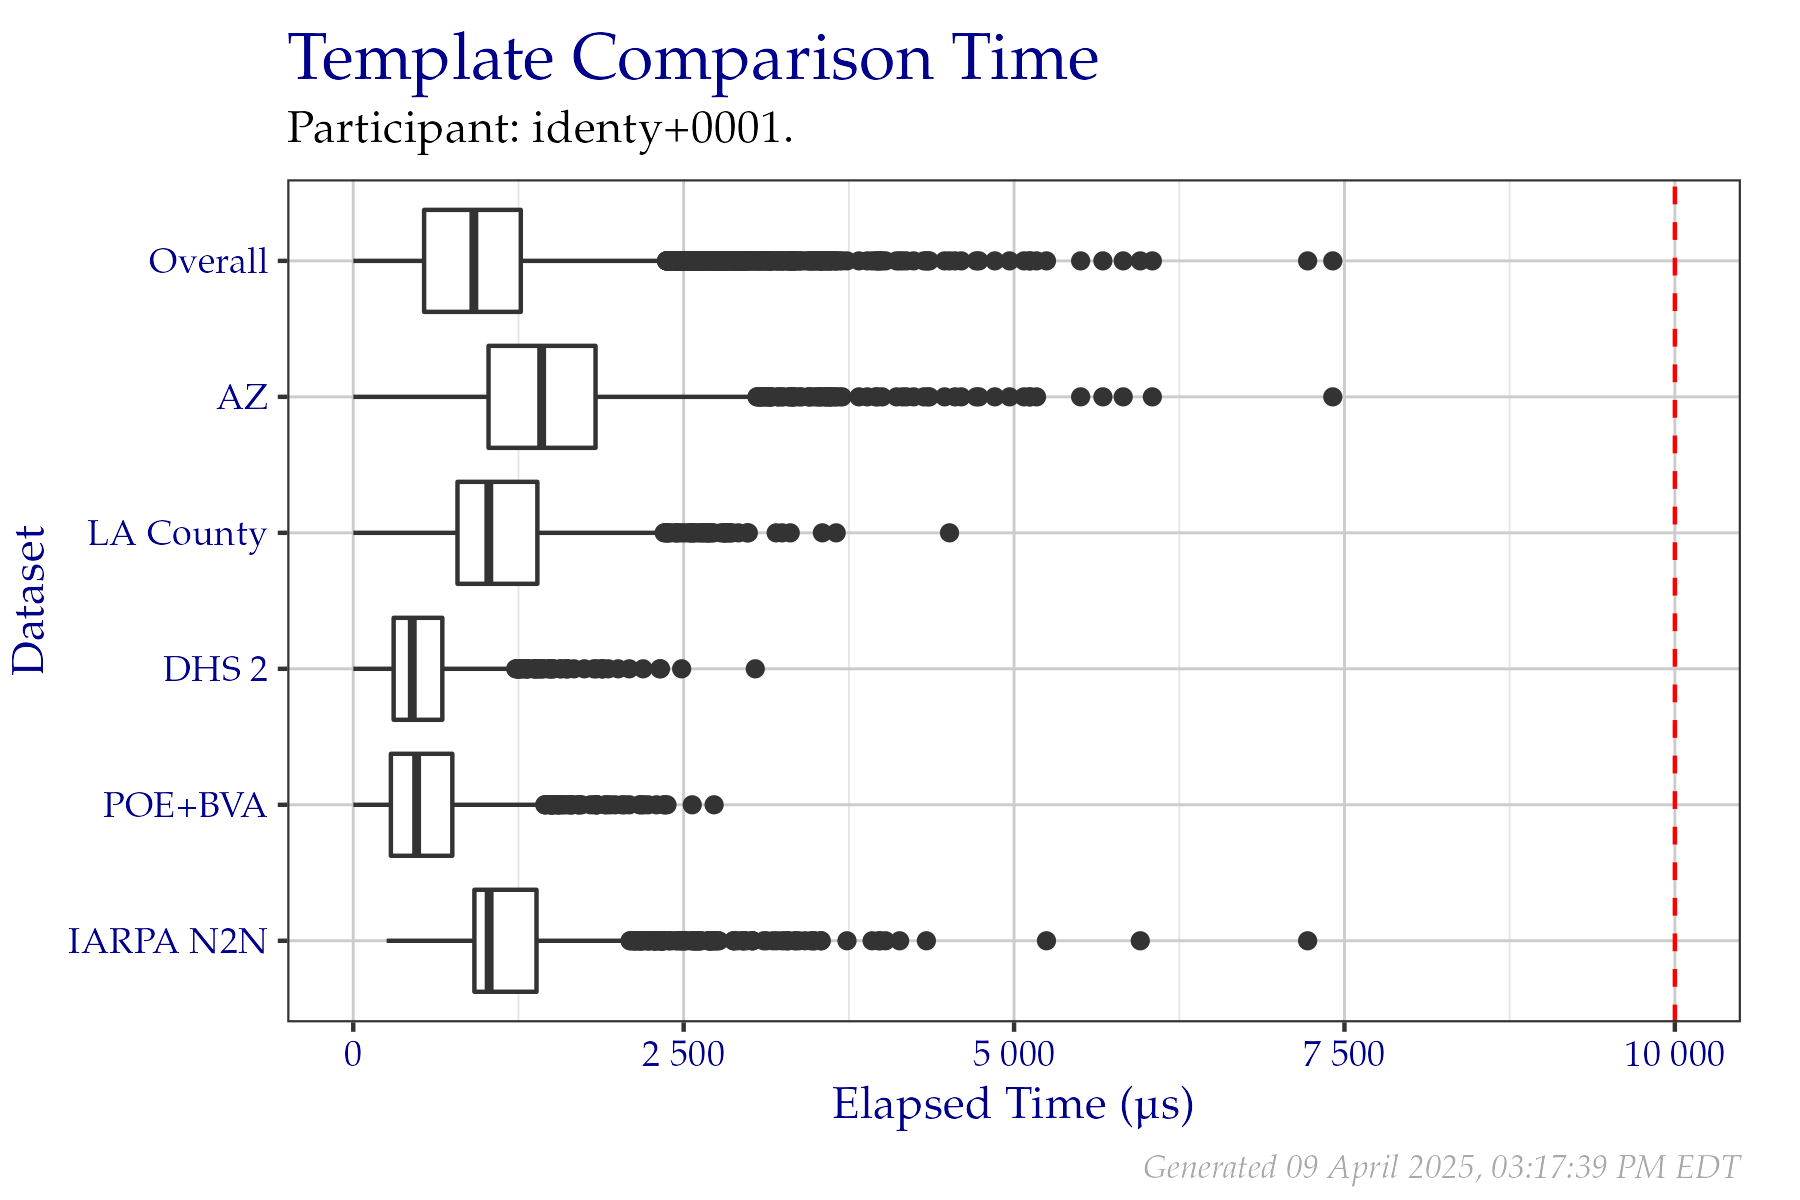 Template Comparison Time
Participant: identy+0001.
Dataset
Overall
AZ
LA County
DHS 2
POE+BVA
IARPA N2N
0 2 500 5 000 7 500 10 000
Elapsed Time (µs)
Generated 09 April 2025, 03:17:39 PM EDT